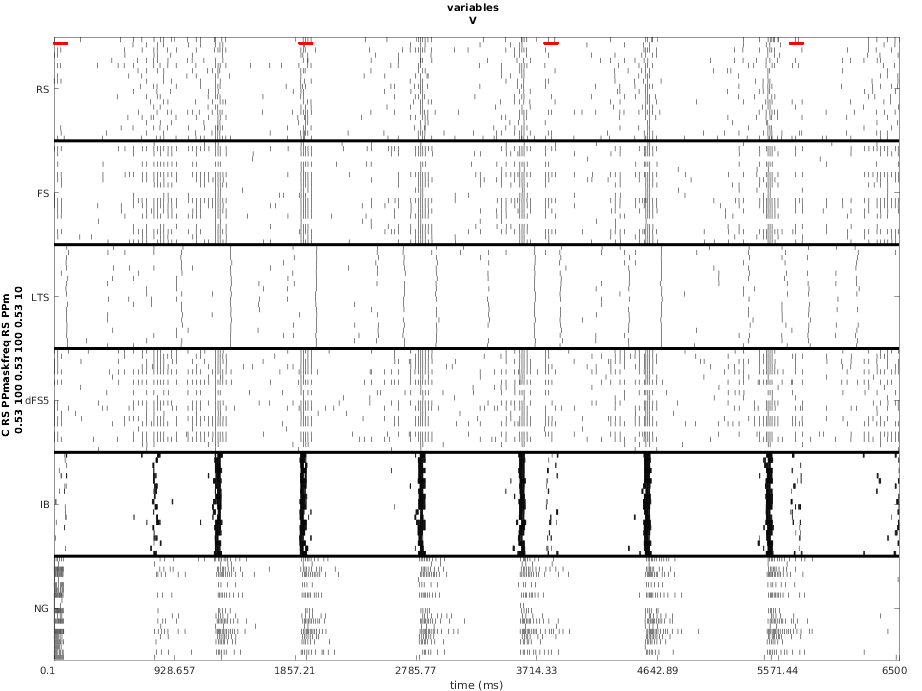 variables
V
RS
FS
LTS
dFS5
IB
NG
C RS PPmaskfreq RS PPm
0.53 100 0.53 100 0.53 10
0.1 928.657 1857.21 2785.77 3714.33 4642.89 5571.44 6500
time (ms)